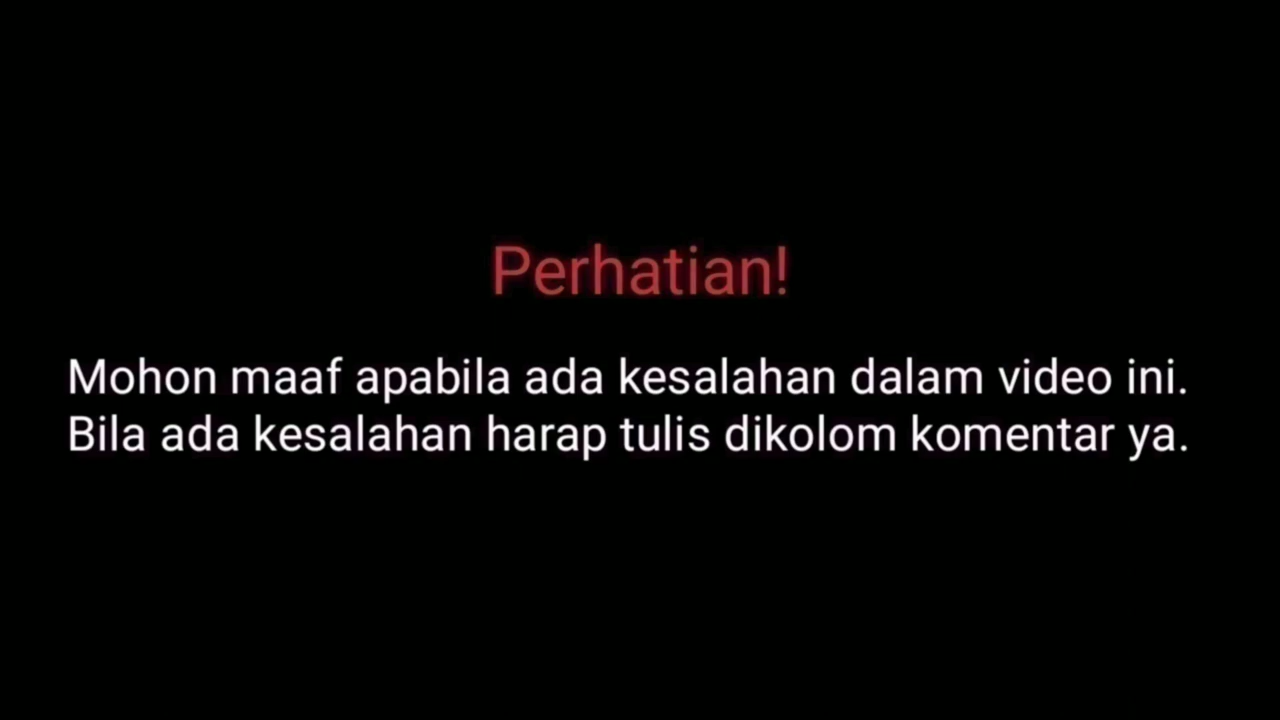 Perhatian!
Mohon maaf apabila ada kesalahan dalam video ini.
Bila ada kesalahan harap tulis dikolom komentar ya.